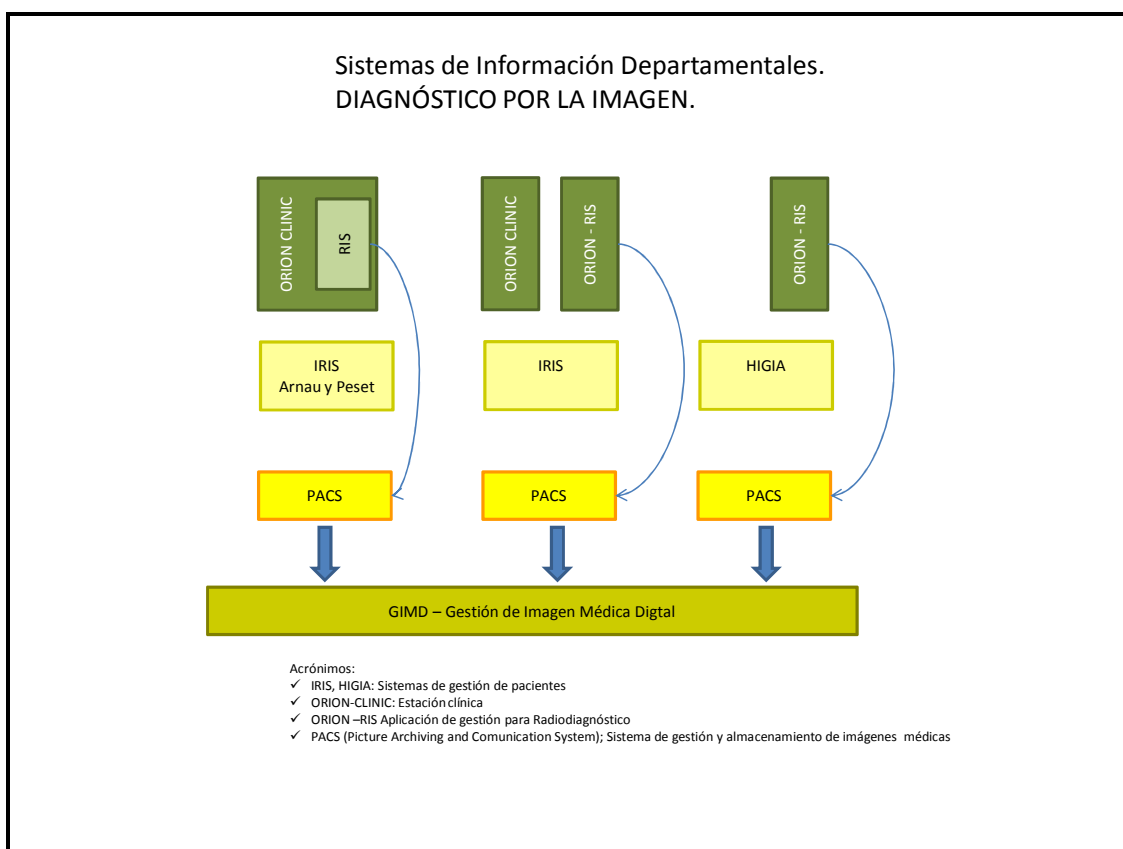 Sistemas de Información Departamentales.
DIAGNÓSTICO POR LA IMAGEN.
ORION CLINIC
RIS
ORION CLINIC
ORION - RIS
ORION - RIS
IRIS
Arnau y Peset
IRIS
HIGIA
PACS
PACS
PACS
GIMD – Gestión de Imagen Médica Digtal
Acrónimos:
✓ IRIS, HIGIA: Sistemas de gestión de pacientes
✓ ORION-CLINIC: Estación clínica
✓ ORION –RIS Aplicación de gestión para Radiodiagnóstico
✓ PACS (Picture Archiving and Comunication System); Sistema de gestión y almacenamiento de imágenes médicas